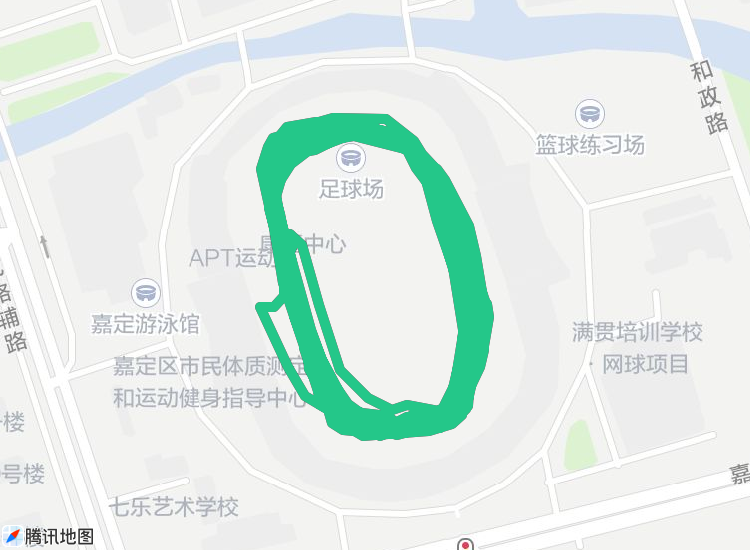 和政路
篮球练习场
足球场
中心
APT运动
嘉定游泳馆
满贯培训学校
· 网球项目
嘉定区市民体质测定
和运动健身指导中心
路辅路
楼
号楼
七乐艺术学校
嘉
腾讯地图